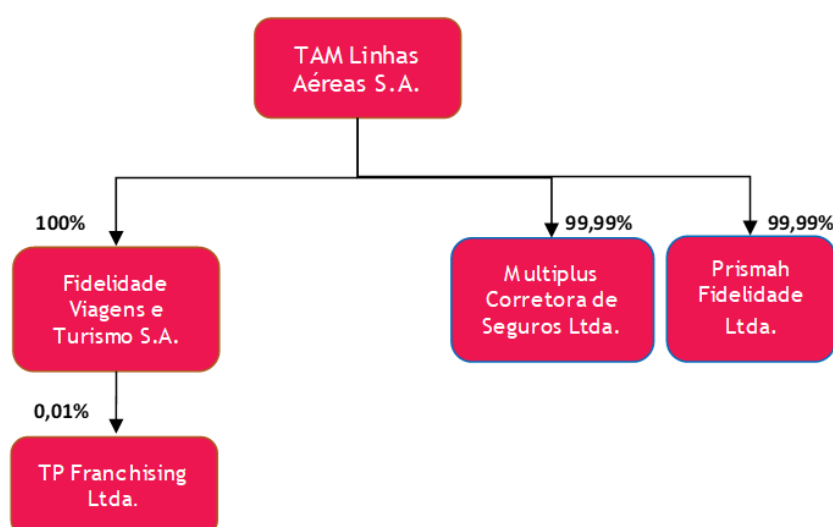 TAM Linhas
Aéreas S.A.
100%
99,99%
99,99%
Fidelidade
Viagens e
Turismo S.A.
Multiplus
Corretora de
Seguros Ltda.
Prismah
Fidelidade
Ltda.
0,01%
TP Franchising
Ltda.